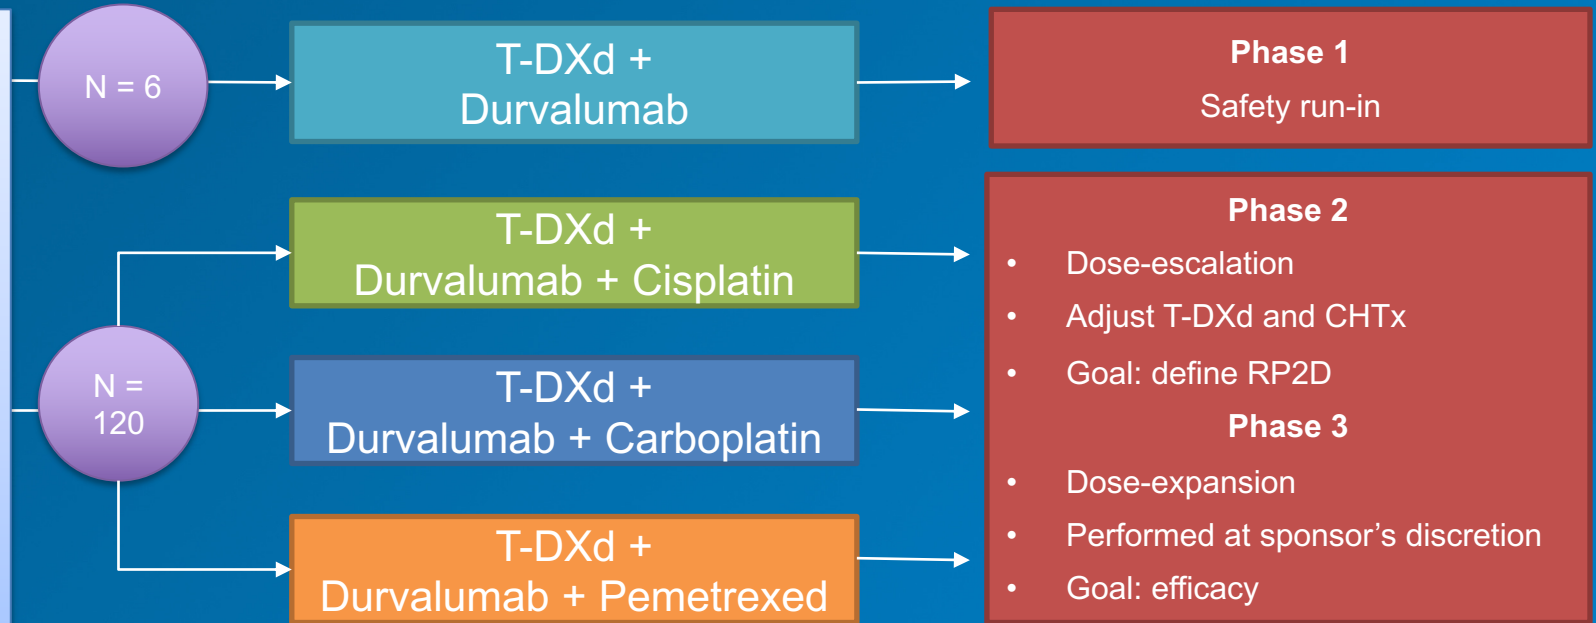 N = 6
T-DXd +
Durvalumab
Phase 1
Safety run-in
N =
120
T-DXd +
Durvalumab + Cisplatin
T-DXd +
Durvalumab + Carboplatin
T-DXd +
Durvalumab + Pemetrexed
Phase 2
• Dose-escalation
• Adjust T-DXd and CHTx
• Goal: define RP2D
Phase 3
• Dose-expansion
• Performed at sponsor’s discretion
• Goal: efficacy